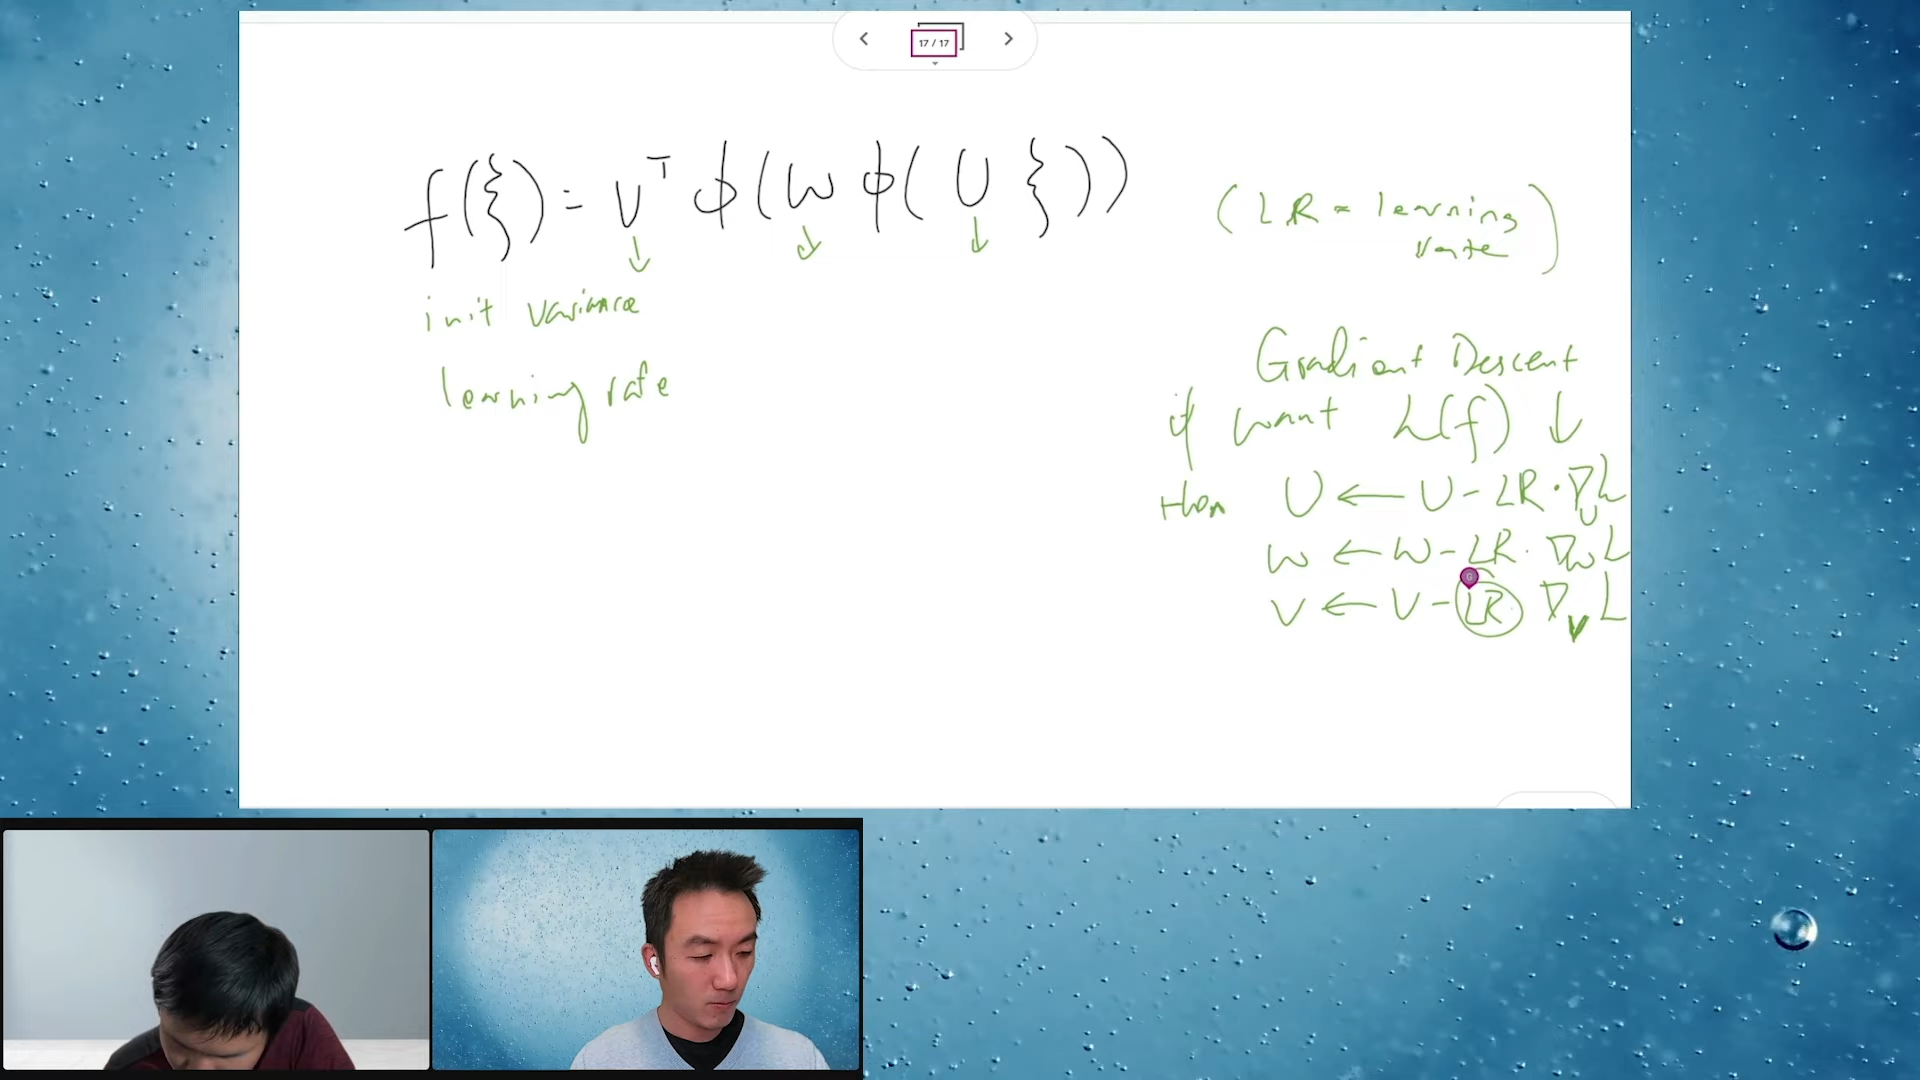 17 / 17
f(ξ) = v^T ϕ(W ϕ(U ξ))
(LR = learning
rate)
init variance
learning rate
Gradient Descent
if want L(f) ↓
then U ← U - LR · ∇_U L
W ← W - LR · ∇_W L
V ← V - LR ∇_V L
G